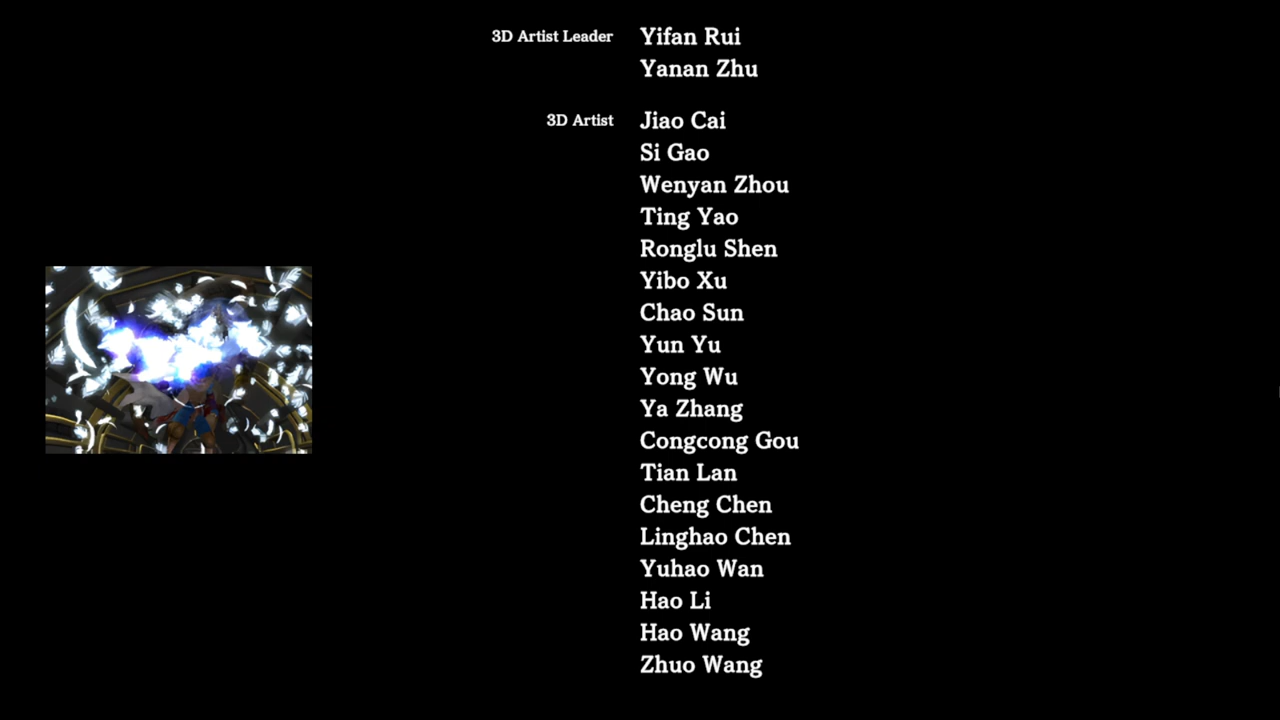 3D Artist Leader Yifan Rui
Yanan Zhu
3D Artist Jiao Cai
Si Gao
Wenyan Zhou
Ting Yao
Ronglu Shen
Yibo Xu
Chao Sun
Yun Yu
Yong Wu
Ya Zhang
Congcong Gou
Tian Lan
Cheng Chen
Linghao Chen
Yuhao Wan
Hao Li
Hao Wang
Zhuo Wang